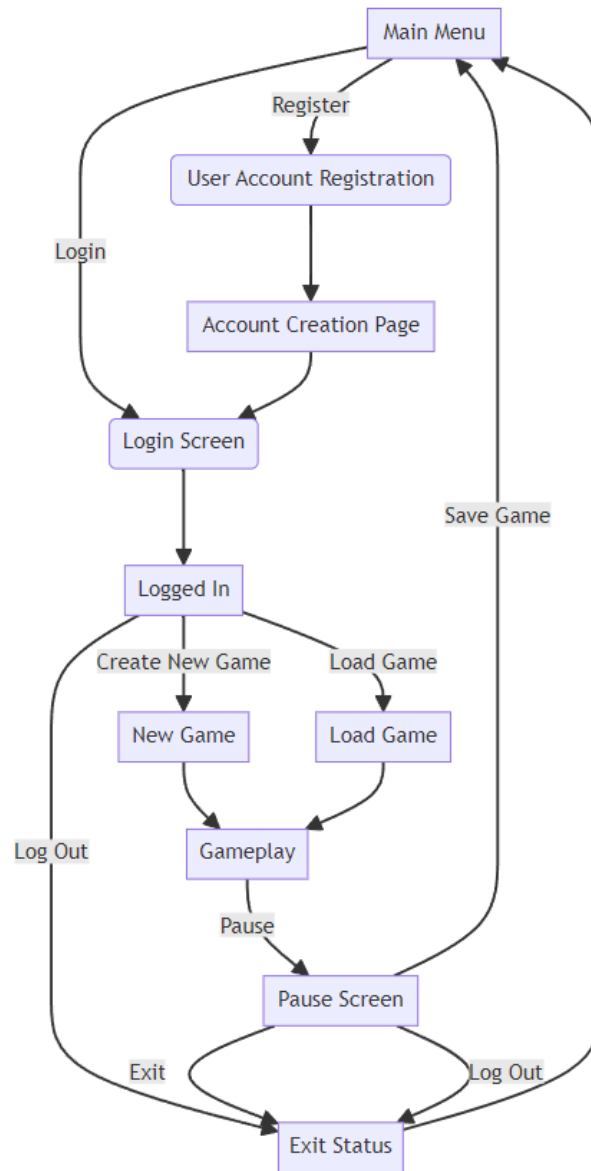 Main Menu
Register
User Account Registration
Login
Account Creation Page
Login Screen
Save Game
Logged In
Create New Game
Load Game
New Game
Load Game
Log Out
Gameplay
Pause
Pause Screen
Exit
Log Out
Exit Status